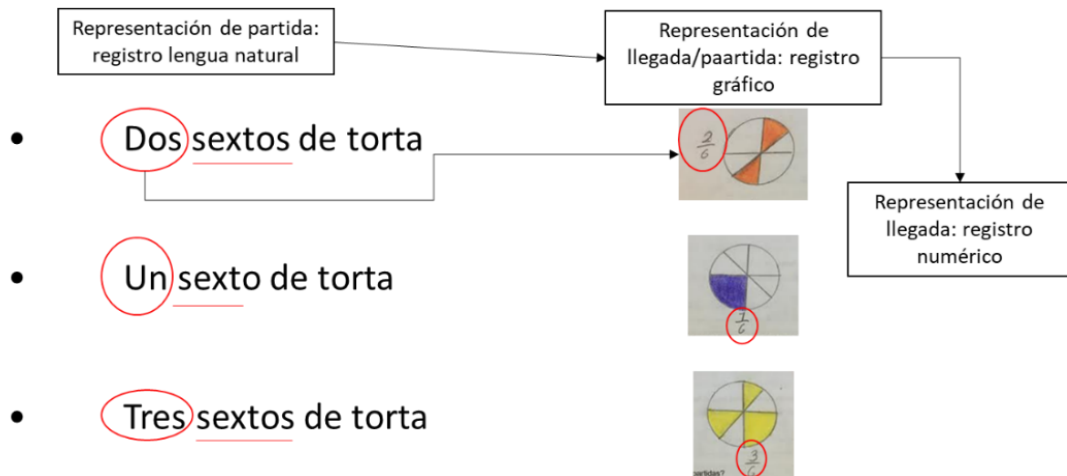 Representación de partida:
registro lengua natural
Representación de
llegada/paartida: registro
gráfico
• Dos sextos de torta
2/6
Representación de
llegada: registro
numérico
• Un sexto de torta
1/6
• Tres sextos de torta
3/6
partidas?